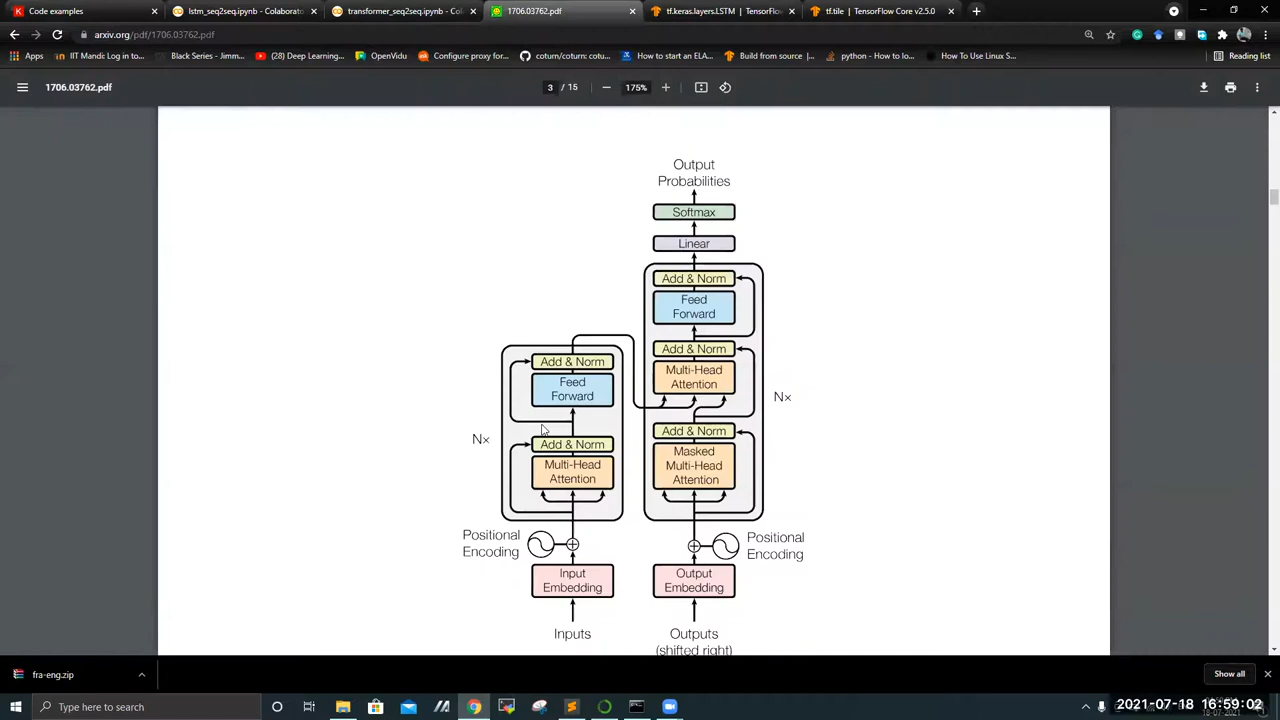 Code examples
lstm_seq2seq.ipynb - Colaborato
transformer_seq2seq.ipynb - Col
1706.03762.pdf
tf.keras.layers.LSTM | TensorFlow
tf.tile | TensorFlow Core v2.5.0
arxiv.org/pdf/1706.03762.pdf
Apps
IIT Mandi: Log in to...
Black Series - Jimm...
(28) Deep Learning...
OpenVidu
Configure proxy for...
coturn/coturn: cotu...
How to start an ELA...
Build from source |...
python - How to lo...
How To Use Linux S...
Reading list
1706.03762.pdf
3 / 15
175%
Output
Probabilities
Softmax
Linear
Add & Norm
Feed
Forward
Add & Norm
Multi-Head
Attention
Add & Norm
Feed
Forward
N×
Add & Norm
Masked
Multi-Head
Attention
N×
Add & Norm
Multi-Head
Attention
Positional
Encoding
Positional
Encoding
Input
Embedding
Output
Embedding
Inputs
Outputs
(shifted right)
fra-eng.zip
Show all
Type here to search
2021-07-18 16:59:02